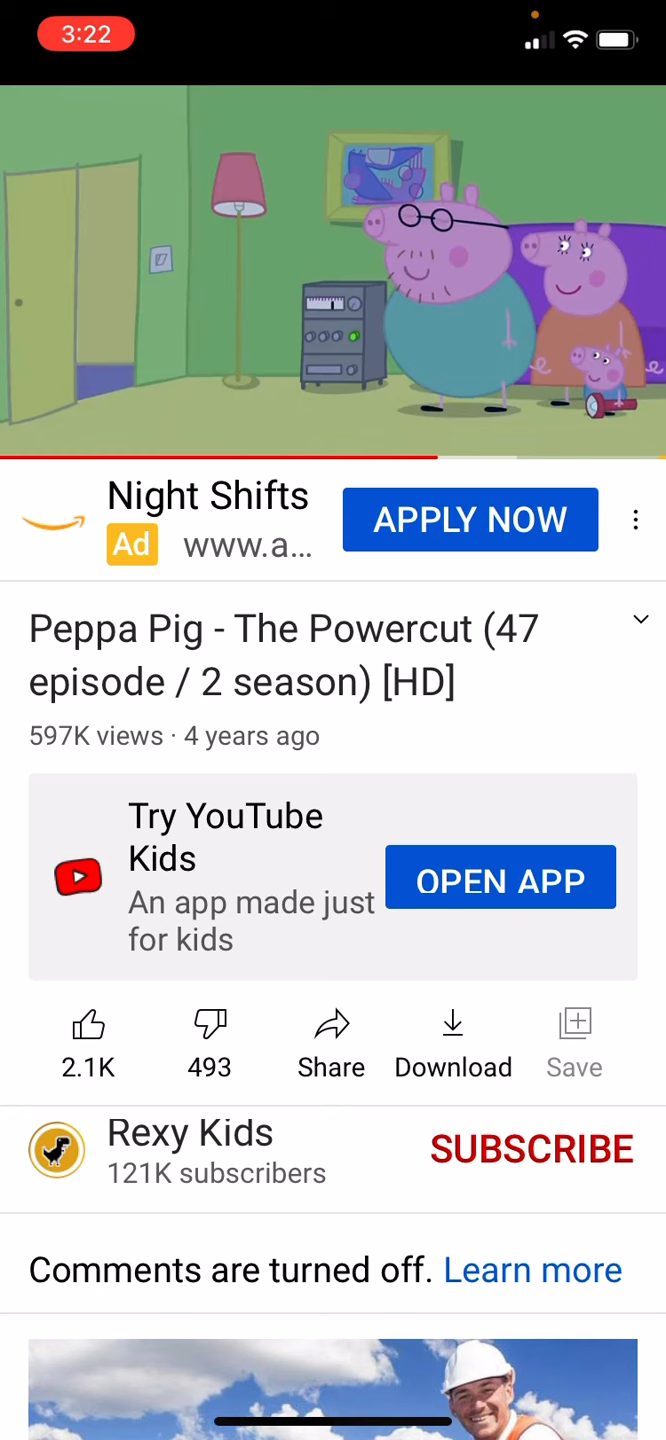 3:22
Night Shifts
Ad www.a...
APPLY NOW
Peppa Pig - The Powercut (47
episode / 2 season) [HD]
597K views · 4 years ago
Try YouTube
Kids
An app made just
for kids
OPEN APP
2.1K
493
Share
Download
Save
Rexy Kids
121K subscribers
SUBSCRIBE
Comments are turned off. Learn more